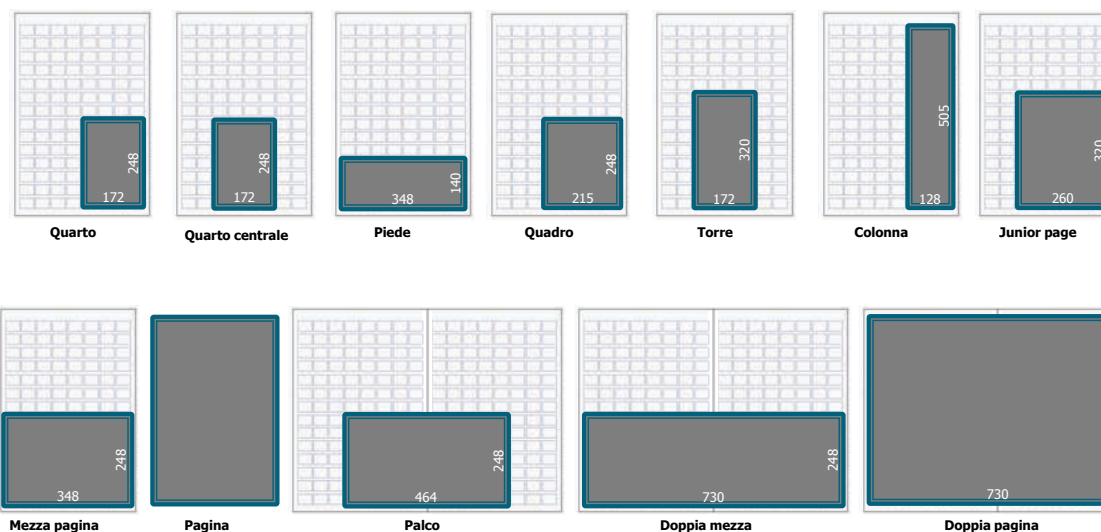 248
172
Quarto
248
172
Quarto centrale
140
348
Piede
248
215
Quadro
320
172
Torre
505
128
Colonna
320
260
Junior page
248
348
Mezza pagina
Pagina
248
464
Palco
248
730
Doppia mezza
730
Doppia pagina